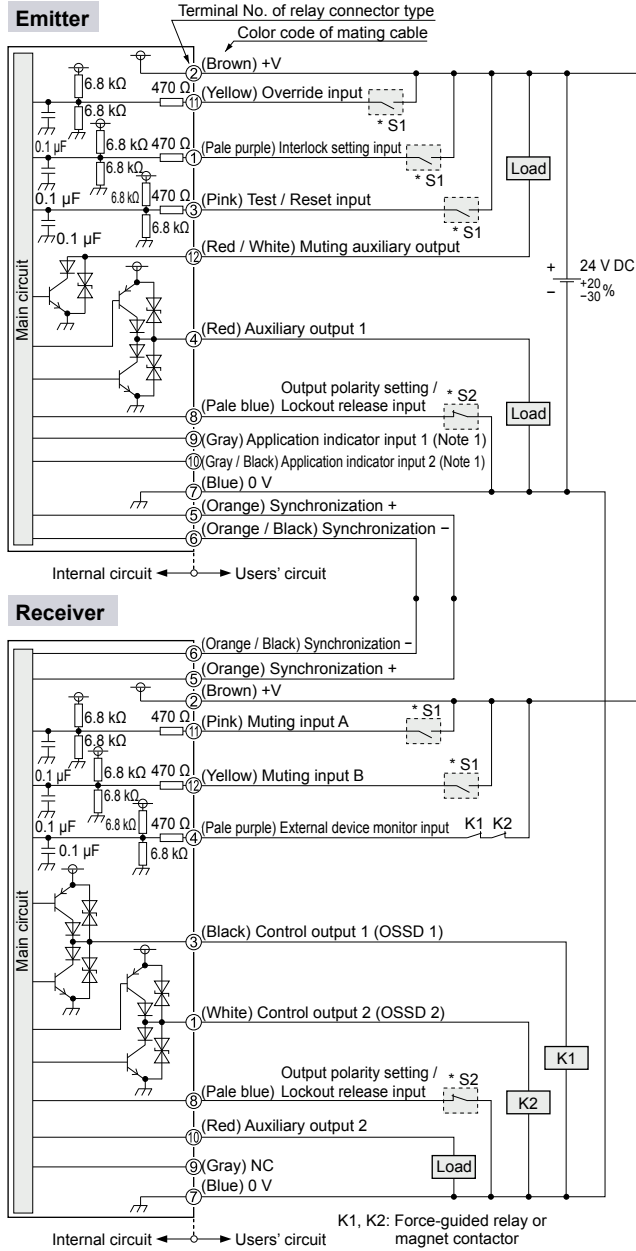 Emitter
Terminal No. of relay connector type
Color code of mating cable
② (Brown) +V
6.8 kΩ
470 Ω
⑪ (Yellow) Override input
* S1
6.8 kΩ
0.1 µF
6.8 kΩ 470 Ω
① (Pale purple) Interlock setting input
* S1
6.8 kΩ
Load
0.1 µF
6.8 kΩ 470 Ω
③ (Pink) Test / Reset input
* S1
6.8 kΩ
0.1 µF
⑫ (Red / White) Muting auxiliary output
+
−
24 V DC
+20
−30 %
Main circuit
④ (Red) Auxiliary output 1
Output polarity setting /
* S2
⑧ (Pale blue) Lockout release input
Load
⑨ (Gray) Application indicator input 1 (Note 1)
⑩ (Gray / Black) Application indicator input 2 (Note 1)
⑦ (Blue) 0 V
⑤ (Orange) Synchronization +
⑥ (Orange / Black) Synchronization −
Internal circuit
Users' circuit
Receiver
⑥ (Orange / Black) Synchronization −
⑤ (Orange) Synchronization +
② (Brown) +V
6.8 kΩ
470 Ω
⑪ (Pink) Muting input A
* S1
6.8 kΩ
0.1 µF
6.8 kΩ 470 Ω
⑫ (Yellow) Muting input B
* S1
6.8 kΩ
0.1 µF
6.8 kΩ 470 Ω
④ (Pale purple) External device monitor input
K1 K2
0.1 µF
6.8 kΩ
Main circuit
③ (Black) Control output 1 (OSSD 1)
① (White) Control output 2 (OSSD 2)
K1
Output polarity setting /
* S2
⑧ (Pale blue) Lockout release input
K2
⑩ (Red) Auxiliary output 2
⑨ (Gray) NC
Load
⑦ (Blue) 0 V
K1, K2: Force-guided relay or
magnet contactor
Internal circuit
Users' circuit